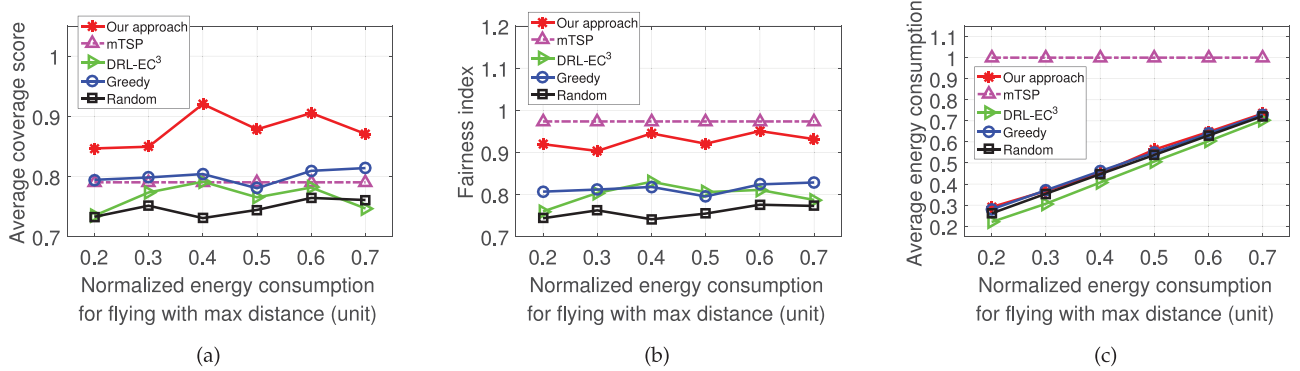 Average coverage score
1
0.9
0.8
0.7
Our approach
mTSP
DRL-EC³
Greedy
Random
0.2 0.3 0.4 0.5 0.6 0.7
Normalized energy consumption
for flying with max distance (unit)
(a)
Fairness index
1.2
1.1
1
0.9
0.8
0.7
Our approach
mTSP
DRL-EC³
Greedy
Random
0.2 0.3 0.4 0.5 0.6 0.7
Normalized energy consumption
for flying with max distance (unit)
(b)
Average energy consumption
1.1
1
0.9
0.8
0.7
0.6
0.5
0.4
0.3
0.2
Our approach
mTSP
DRL-EC³
Greedy
Random
0.2 0.3 0.4 0.5 0.6 0.7
Normalized energy consumption
for flying with max distance (unit)
(c)